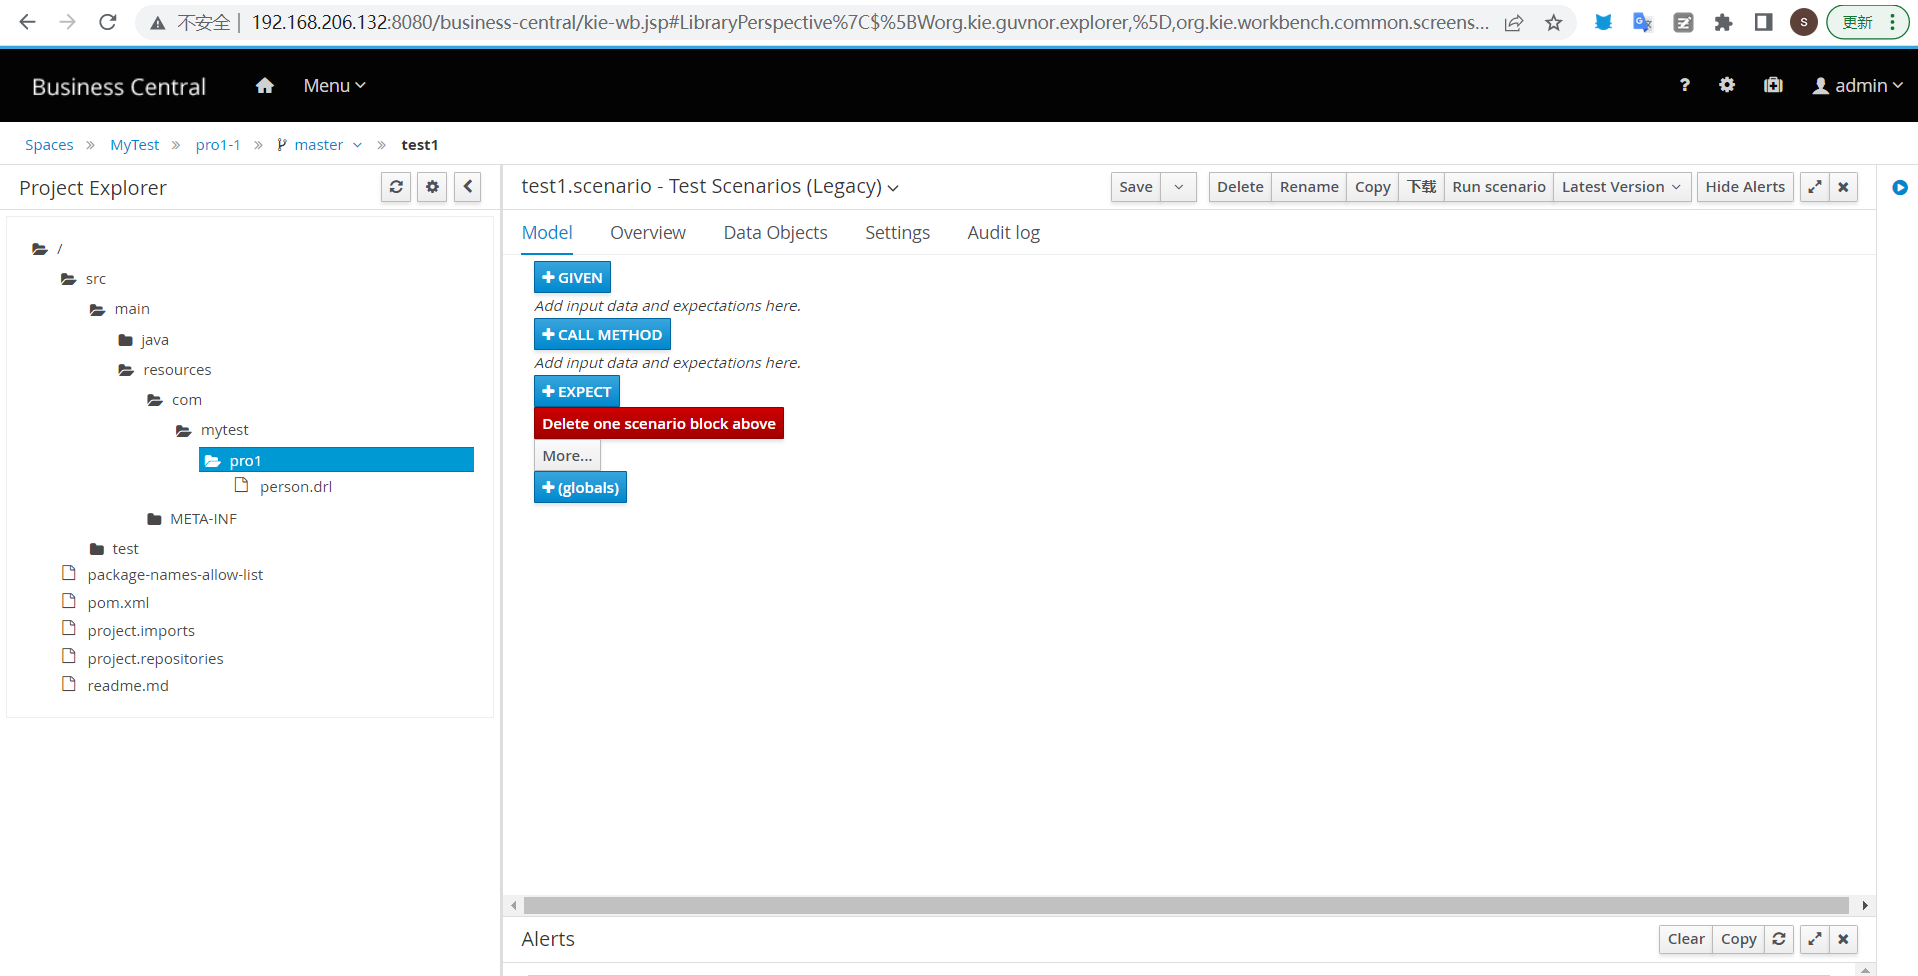 不安全 192.168.206.132:8080/business-central/kie-wb.jsp#LibraryPerspective%7C$%5BWorg.kie.guvnor.explorer,%5D,org.kie.workbench.common.screens...
S
更新
Business Central
Menu
?
admin
Spaces » MyTest » pro1-1 » master » test1
Project Explorer
/
src
main
java
resources
com
mytest
pro1
person.drl
META-INF
test
package-names-allow-list
pom.xml
project.imports
project.repositories
readme.md
test1.scenario - Test Scenarios (Legacy)
Save
Delete
Rename
Copy
下载
Run scenario
Latest Version
Hide Alerts
Model
Overview
Data Objects
Settings
Audit log
+ GIVEN
Add input data and expectations here.
+ CALL METHOD
Add input data and expectations here.
+ EXPECT
Delete one scenario block above
More...
+ (globals)
Alerts
Clear
Copy